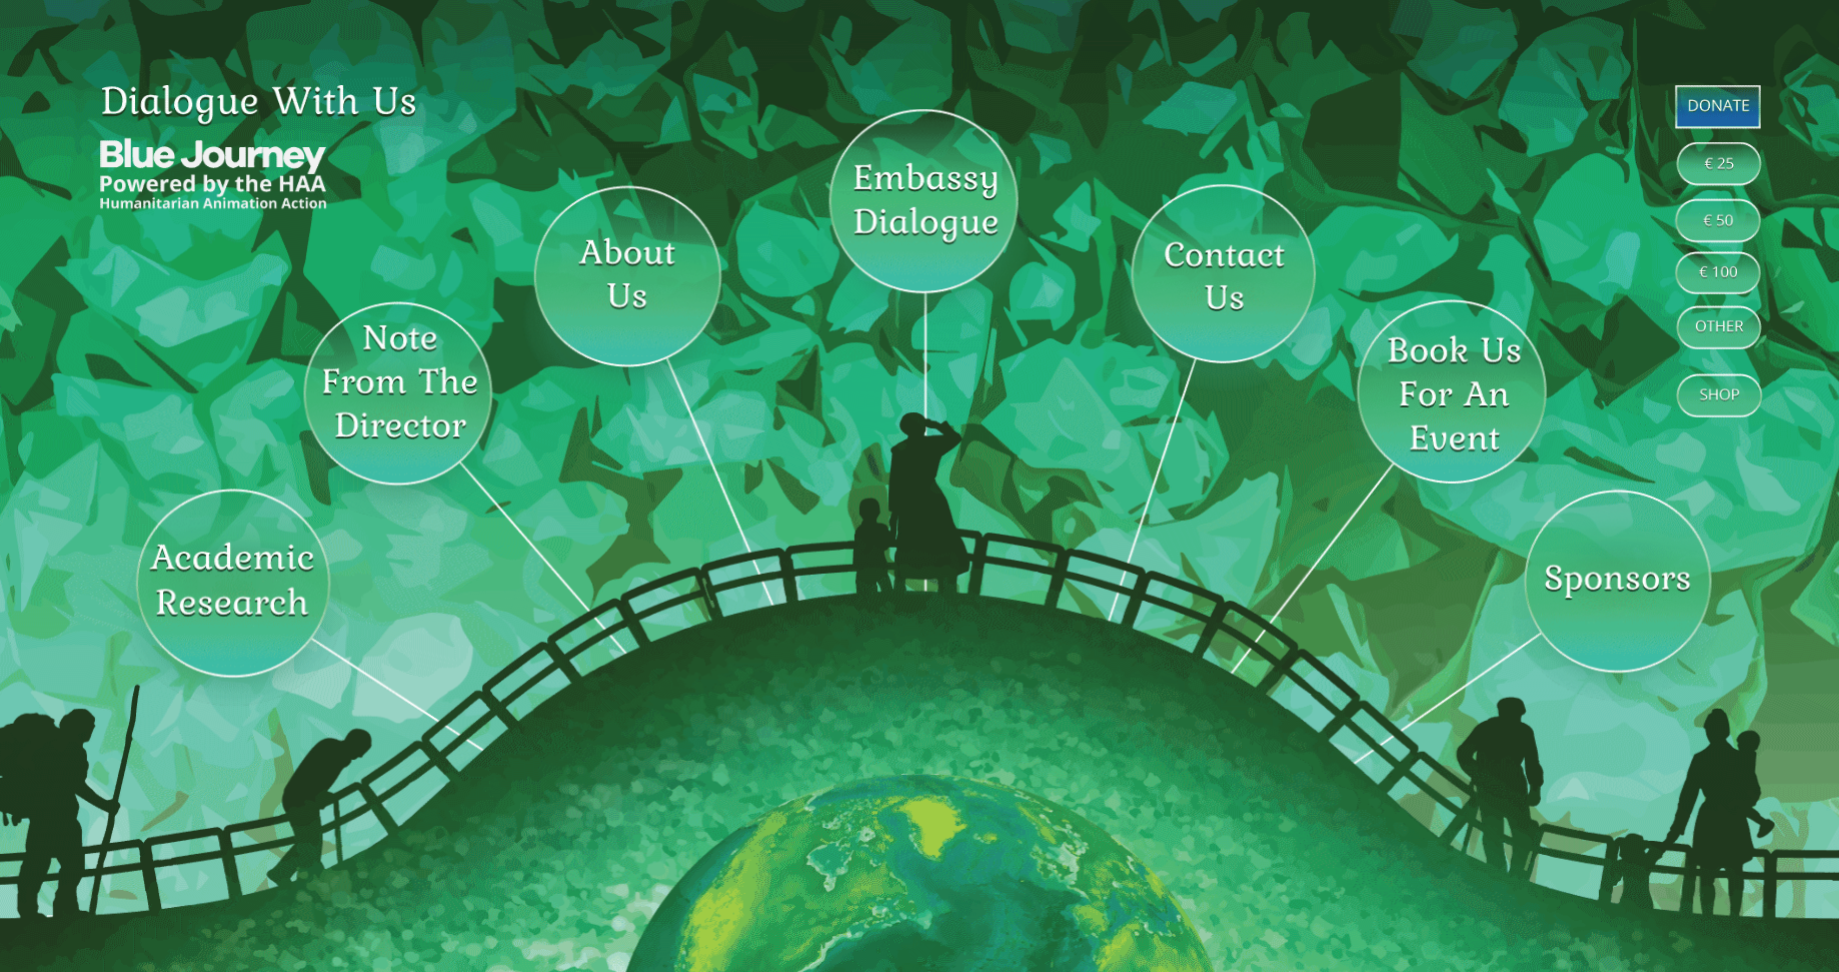 Dialogue With Us
Blue Journey
Powered by the HAA
Humanitarian Animation Action
Academic
Research
Note
From The
Director
About
Us
Embassy
Dialogue
Contact
Us
Book Us
For An
Event
Sponsors
DONATE
€ 25
€ 50
€ 100
OTHER
SHOP